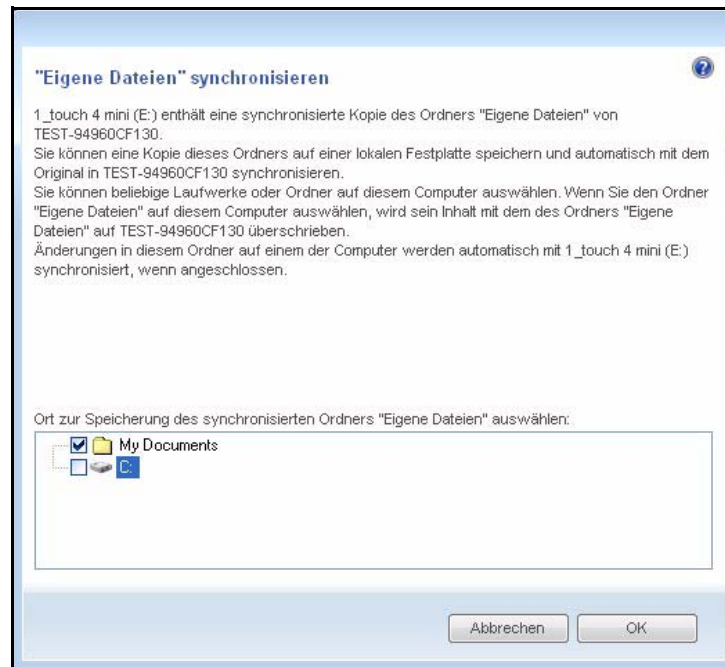 "Eigene Dateien" synchronisieren
?
1_touch 4 mini (E:) enthält eine synchronisierte Kopie des Ordners "Eigene Dateien" von
TEST-94960CF130.
Sie können eine Kopie dieses Ordners auf einer lokalen Festplatte speichern und automatisch mit dem
Original in TEST-94960CF130 synchronisieren.
Sie können beliebige Laufwerke oder Ordner auf diesem Computer auswählen. Wenn Sie den Ordner
"Eigene Dateien" auf diesem Computer auswählen, wird sein Inhalt mit dem des Ordners "Eigene
Dateien" auf TEST-94960CF130 überschrieben.
Änderungen in diesem Ordner auf einem der Computer werden automatisch mit 1_touch 4 mini (E:)
synchronisiert, wenn angeschlossen.
Ort zur Speicherung des synchronisierten Ordners "Eigene Dateien" auswählen:
My Documents
C:
Abbrechen
OK